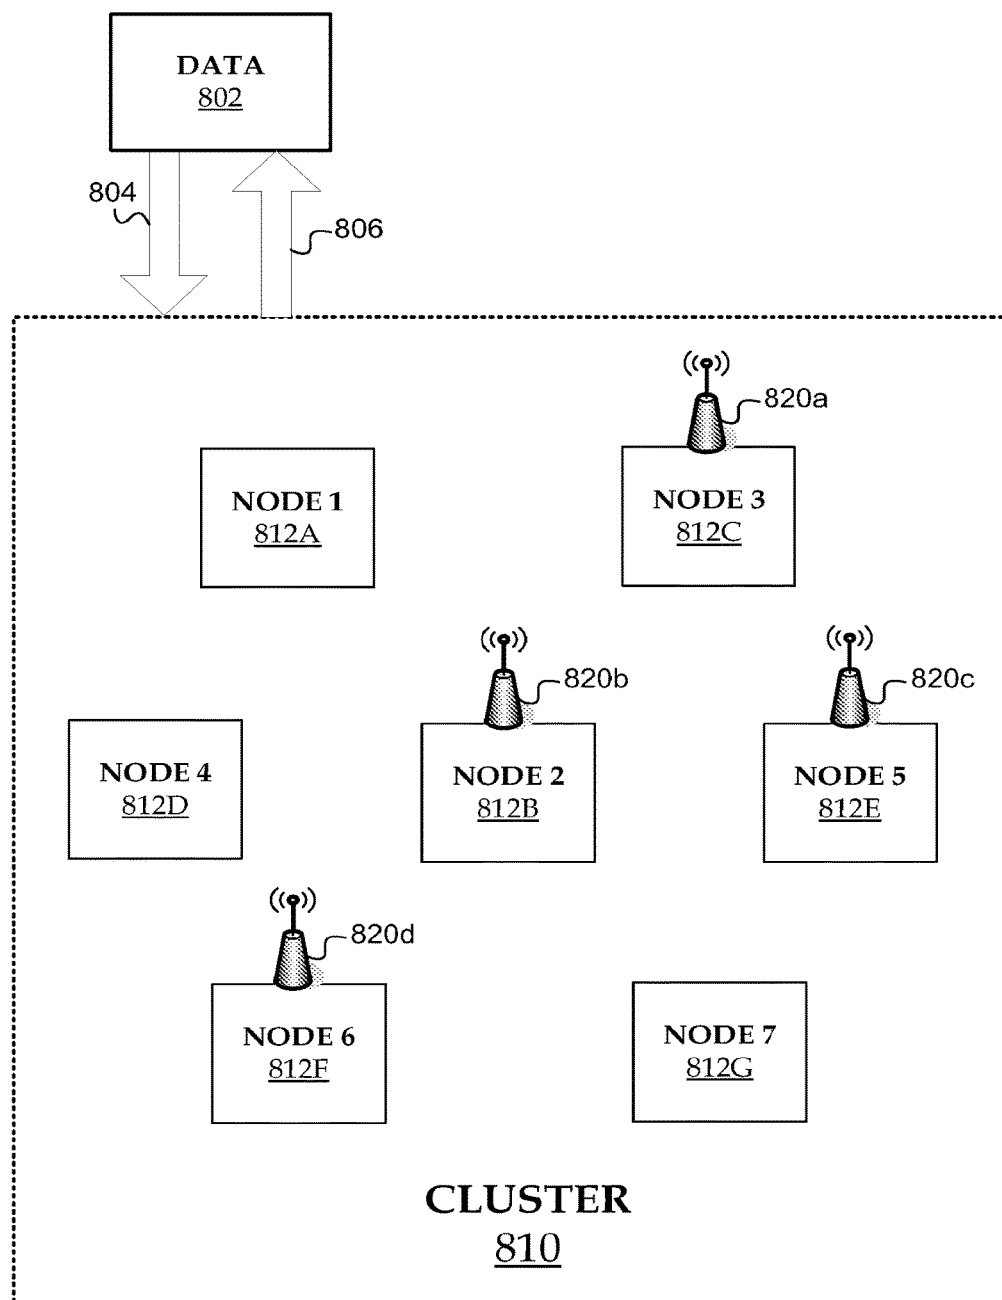 DATA
802
804
806
820a
NODE 1
812A
NODE 3
812C
820b
820c
NODE 4
812D
NODE 2
812B
NODE 5
812E
820d
NODE 6
812F
NODE 7
812G
CLUSTER
810